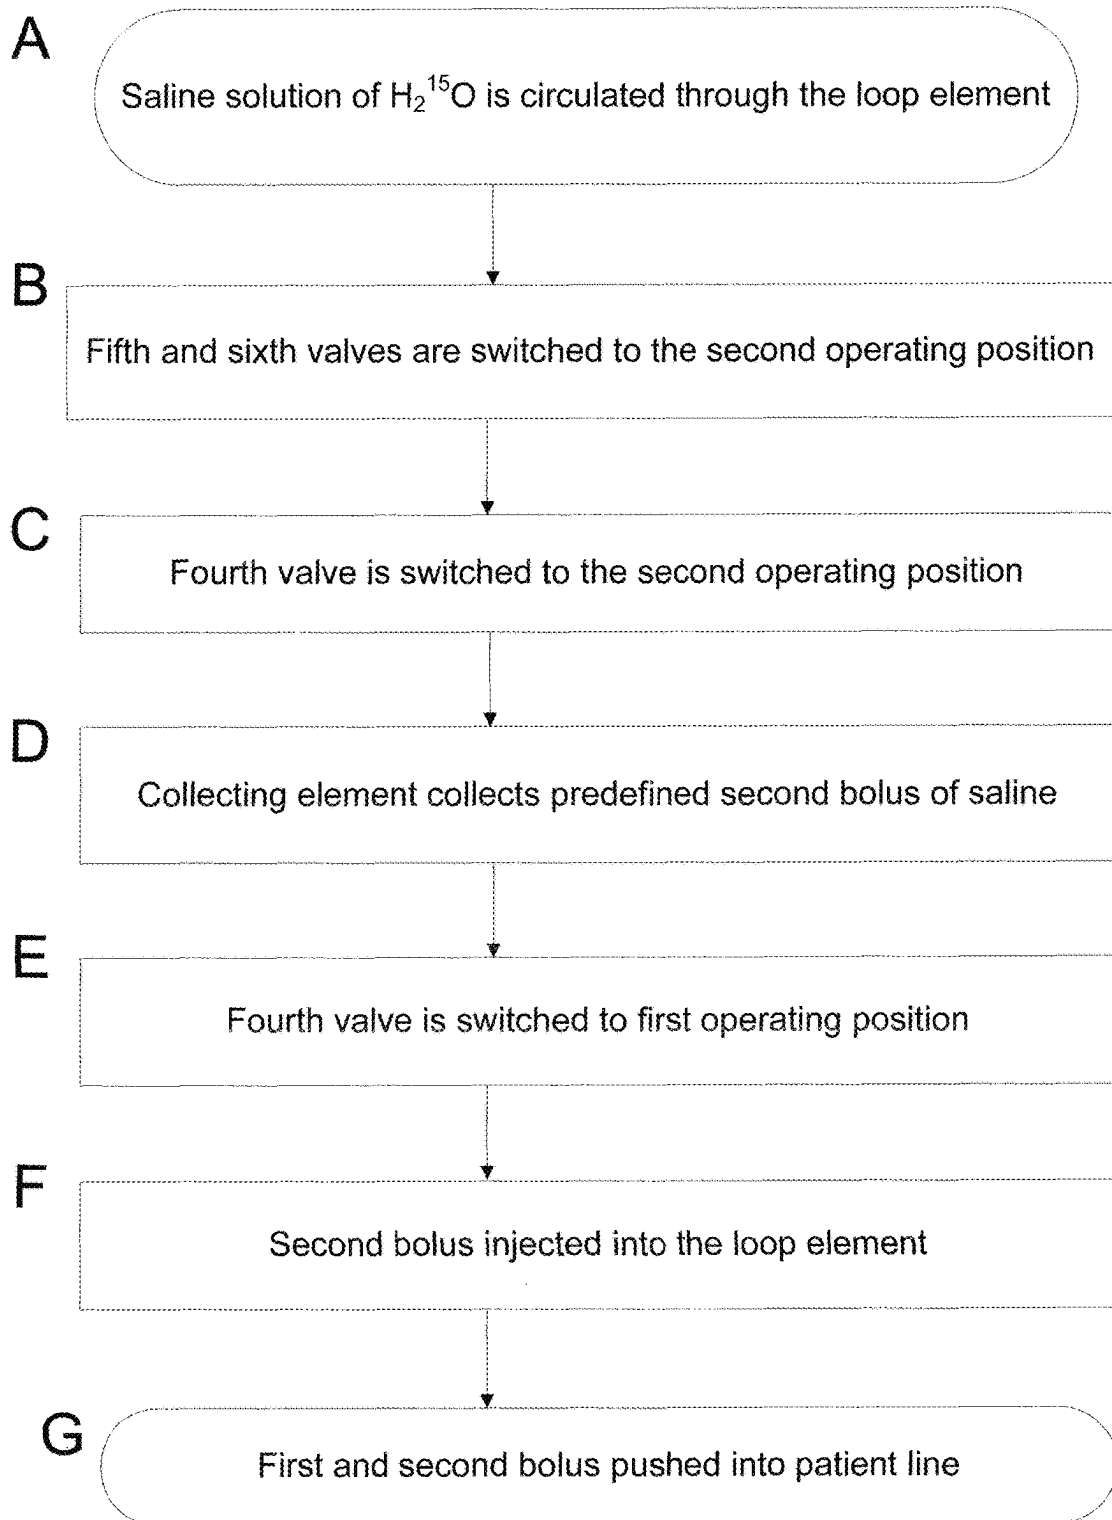 A
Saline solution of H₂¹⁵O is circulated through the loop element
B
Fifth and sixth valves are switched to the second operating position
C
Fourth valve is switched to the second operating position
D
Collecting element collects predefined second bolus of saline
E
Fourth valve is switched to first operating position
F
Second bolus injected into the loop element
G
First and second bolus pushed into patient line